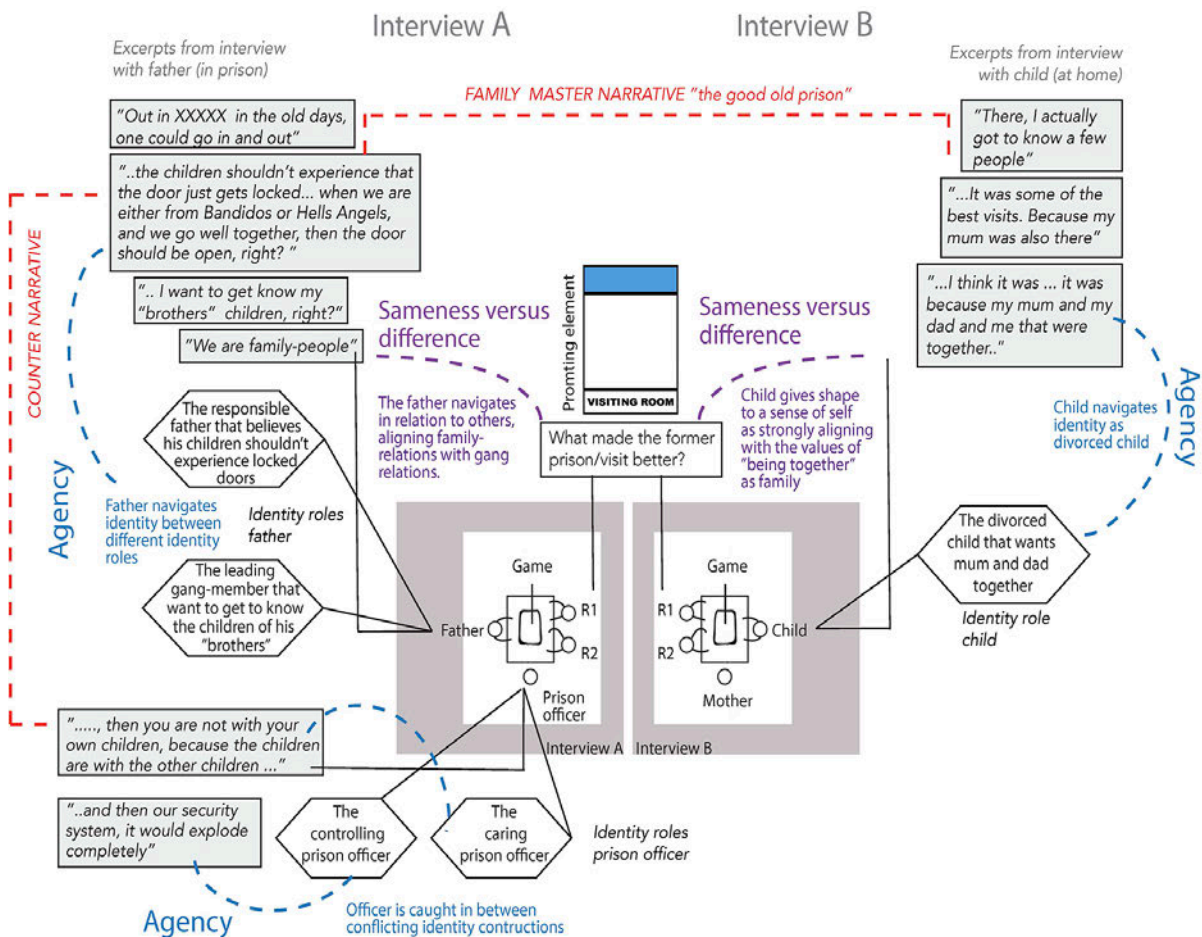 Interview A
Interview B
Excerpts from interview
with father (in prison)
Excerpts from interview
with child (at home)
FAMILY MASTER NARRATIVE "the good old prison"
"Out in XXXXX in the old days,
one could go in and out"
"..the children shouldn't experience that
the door just gets locked... when we are
either from Bandidos or Hells Angels,
and we go well together, then the door
should be open, right? "
".. I want to get know my
"brothers" children, right?"
"We are family-people"
"There, I actually
got to know a few
people"
"...It was some of the
best visits. Because my
mum was also there"
"...I think it was ... it was
because my mum and my
dad and me that were
together.."
COUNTER NARRATIVE
Sameness versus
difference
Promting element
VISITING ROOM
Sameness versus
difference
The father navigates
in relation to others,
aligning family-
relations with gang
relations.
What made the former
prison/visit better?
Child gives shape
to a sense of self
as strongly aligning
with the values of
"being together"
as family
Agency
Child navigates
identity as
divorced child
The responsible
father that believes
his children shouldn't
experience locked
doors
Agency
Father navigates
identity between
different identity
roles
Identity roles
father
The leading
gang-member that
want to get to know
the children of his
"brothers"
The divorced
child that wants
mum and dad
together
Identity role
child
Game
R1
R2
Father
Prison
officer
Interview A
Game
R1
R2
Child
Mother
Interview B
"....., then you are not with your
own children, because the children
are with the other children ..."
"..and then our security
system, it would explode
completely"
The
controlling
prison officer
The
caring
prison officer
Identity roles
prison officer
Agency
Officer is caught in between
conflicting identity contructions